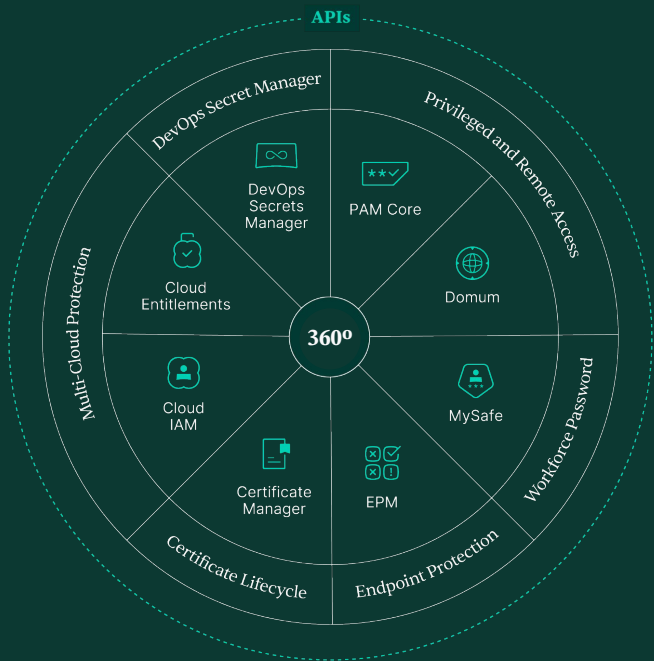 APIs
DevOps Secret Manager
Privileged and Remote Access
DevOps
Secrets
Manager
PAM Core
Cloud
Entitlements
Domum
Multi-Cloud Protection
360º
Cloud
IAM
MySafe
Workforce Password
Certificate
Manager
EPM
Certificate Lifecycle
Endpoint Protection